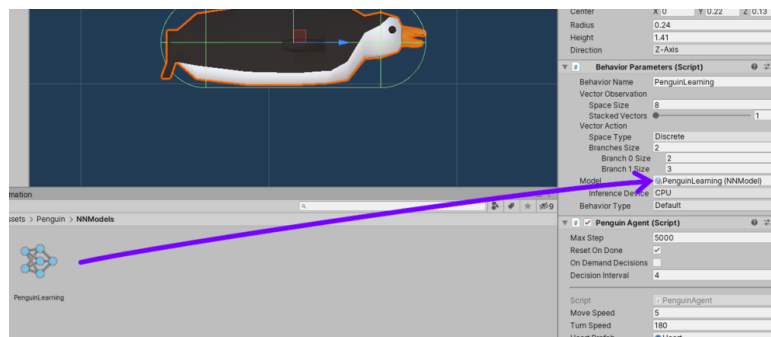 Center X 0 Y 0.22 Z 0.13
Radius 0.24
Height 1.41
Direction Z-Axis
Behavior Parameters (Script)
Behavior Name PenguinLearning
Vector Observation
Space Size 8
Stacked Vectors 1
Vector Action
Space Type Discrete
Branches Size 2
Branch 0 Size 2
Branch 1 Size 3
Model PenguinLearning (NNModel)
Inference Device CPU
Behavior Type Default
Penguin Agent (Script)
Max Step 5000
Reset On Done
On Demand Decisions
Decision Interval 4
Script PenguinAgent
Move Speed 5
Turn Speed 180
Heart Prefab Heart
mation
9
sets > Penguin > NNModels
PenguinLearning